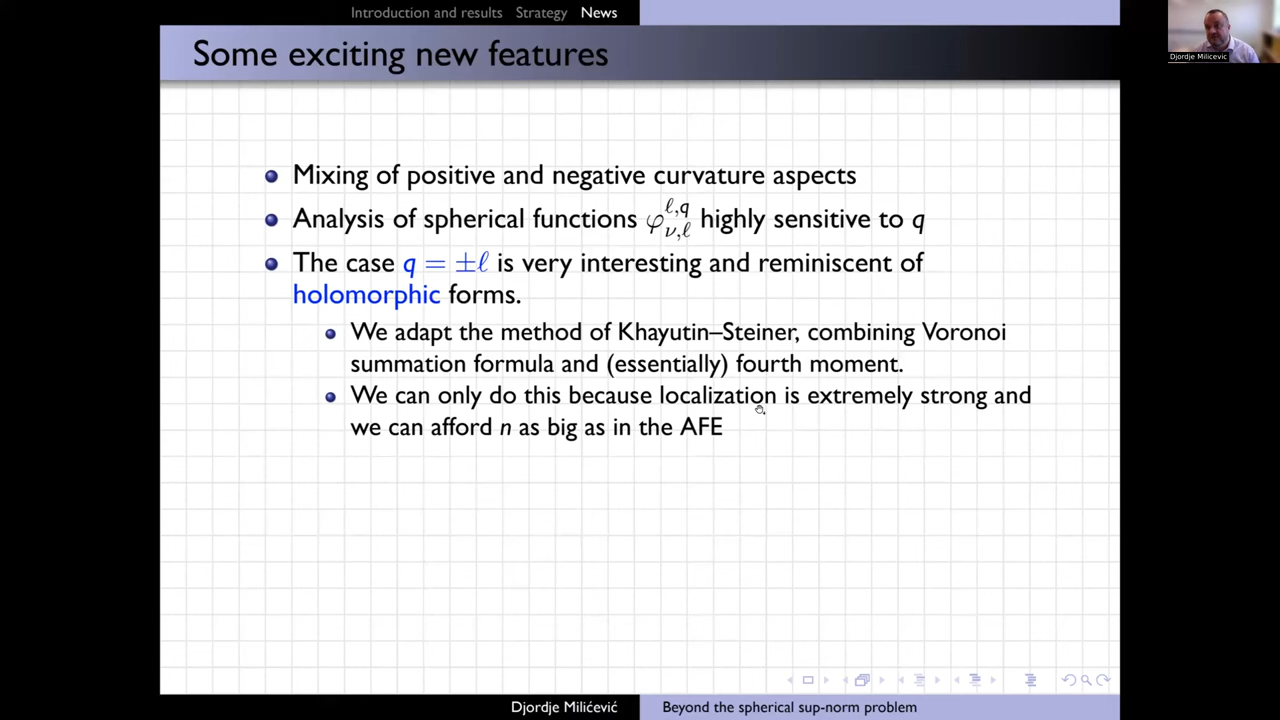 Introduction and results Strategy News
Djordje Milicevic
Some exciting new features
Mixing of positive and negative curvature aspects
Analysis of spherical functions φ^{ℓ,q}_{ν,ℓ} highly sensitive to q
The case q = ±ℓ is very interesting and reminiscent of
holomorphic forms.
We adapt the method of Khayutin–Steiner, combining Voronoi
summation formula and (essentially) fourth moment.
We can only do this because localization is extremely strong and
we can afford n as big as in the AFE
Djordje Milićević Beyond the spherical sup-norm problem